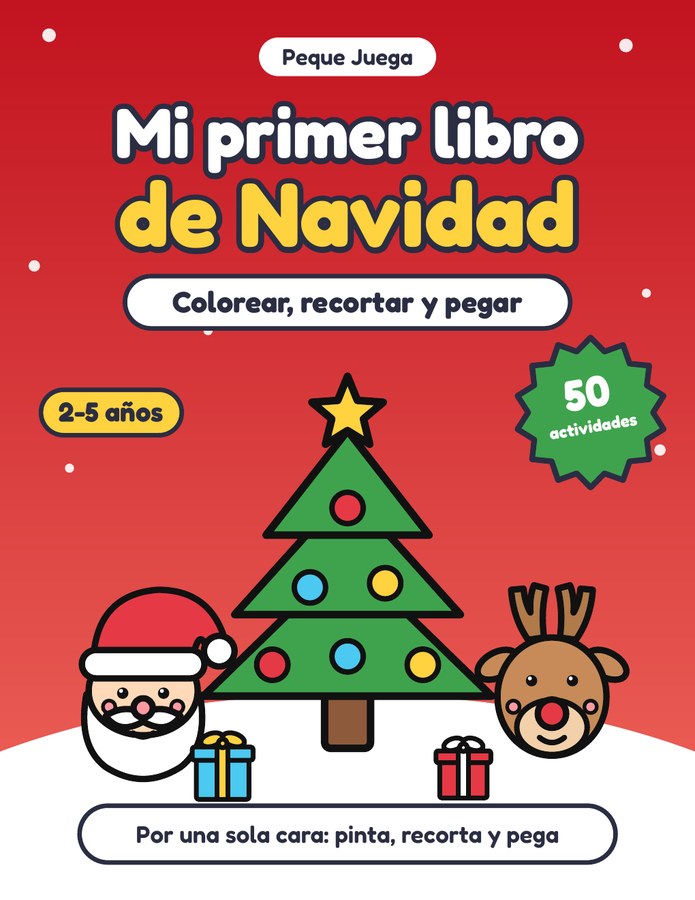 Peque Juega
Mi primer libro
de Navidad
Colorear, recortar y pegar
2-5 años
50
actividades
Por una sola cara: pinta, recorta y pega